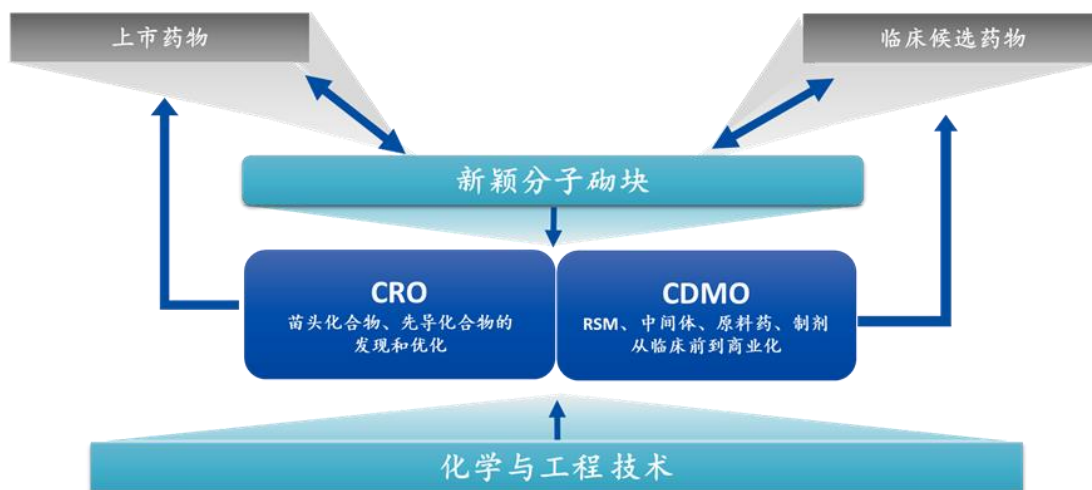 上市药物
临床候选药物
新颖分子砌块
CRO
苗头化合物、先导化合物的
发现和优化
CDMO
RSM、中间体、原料药、制剂
从临床前到商业化
化学与工程技术